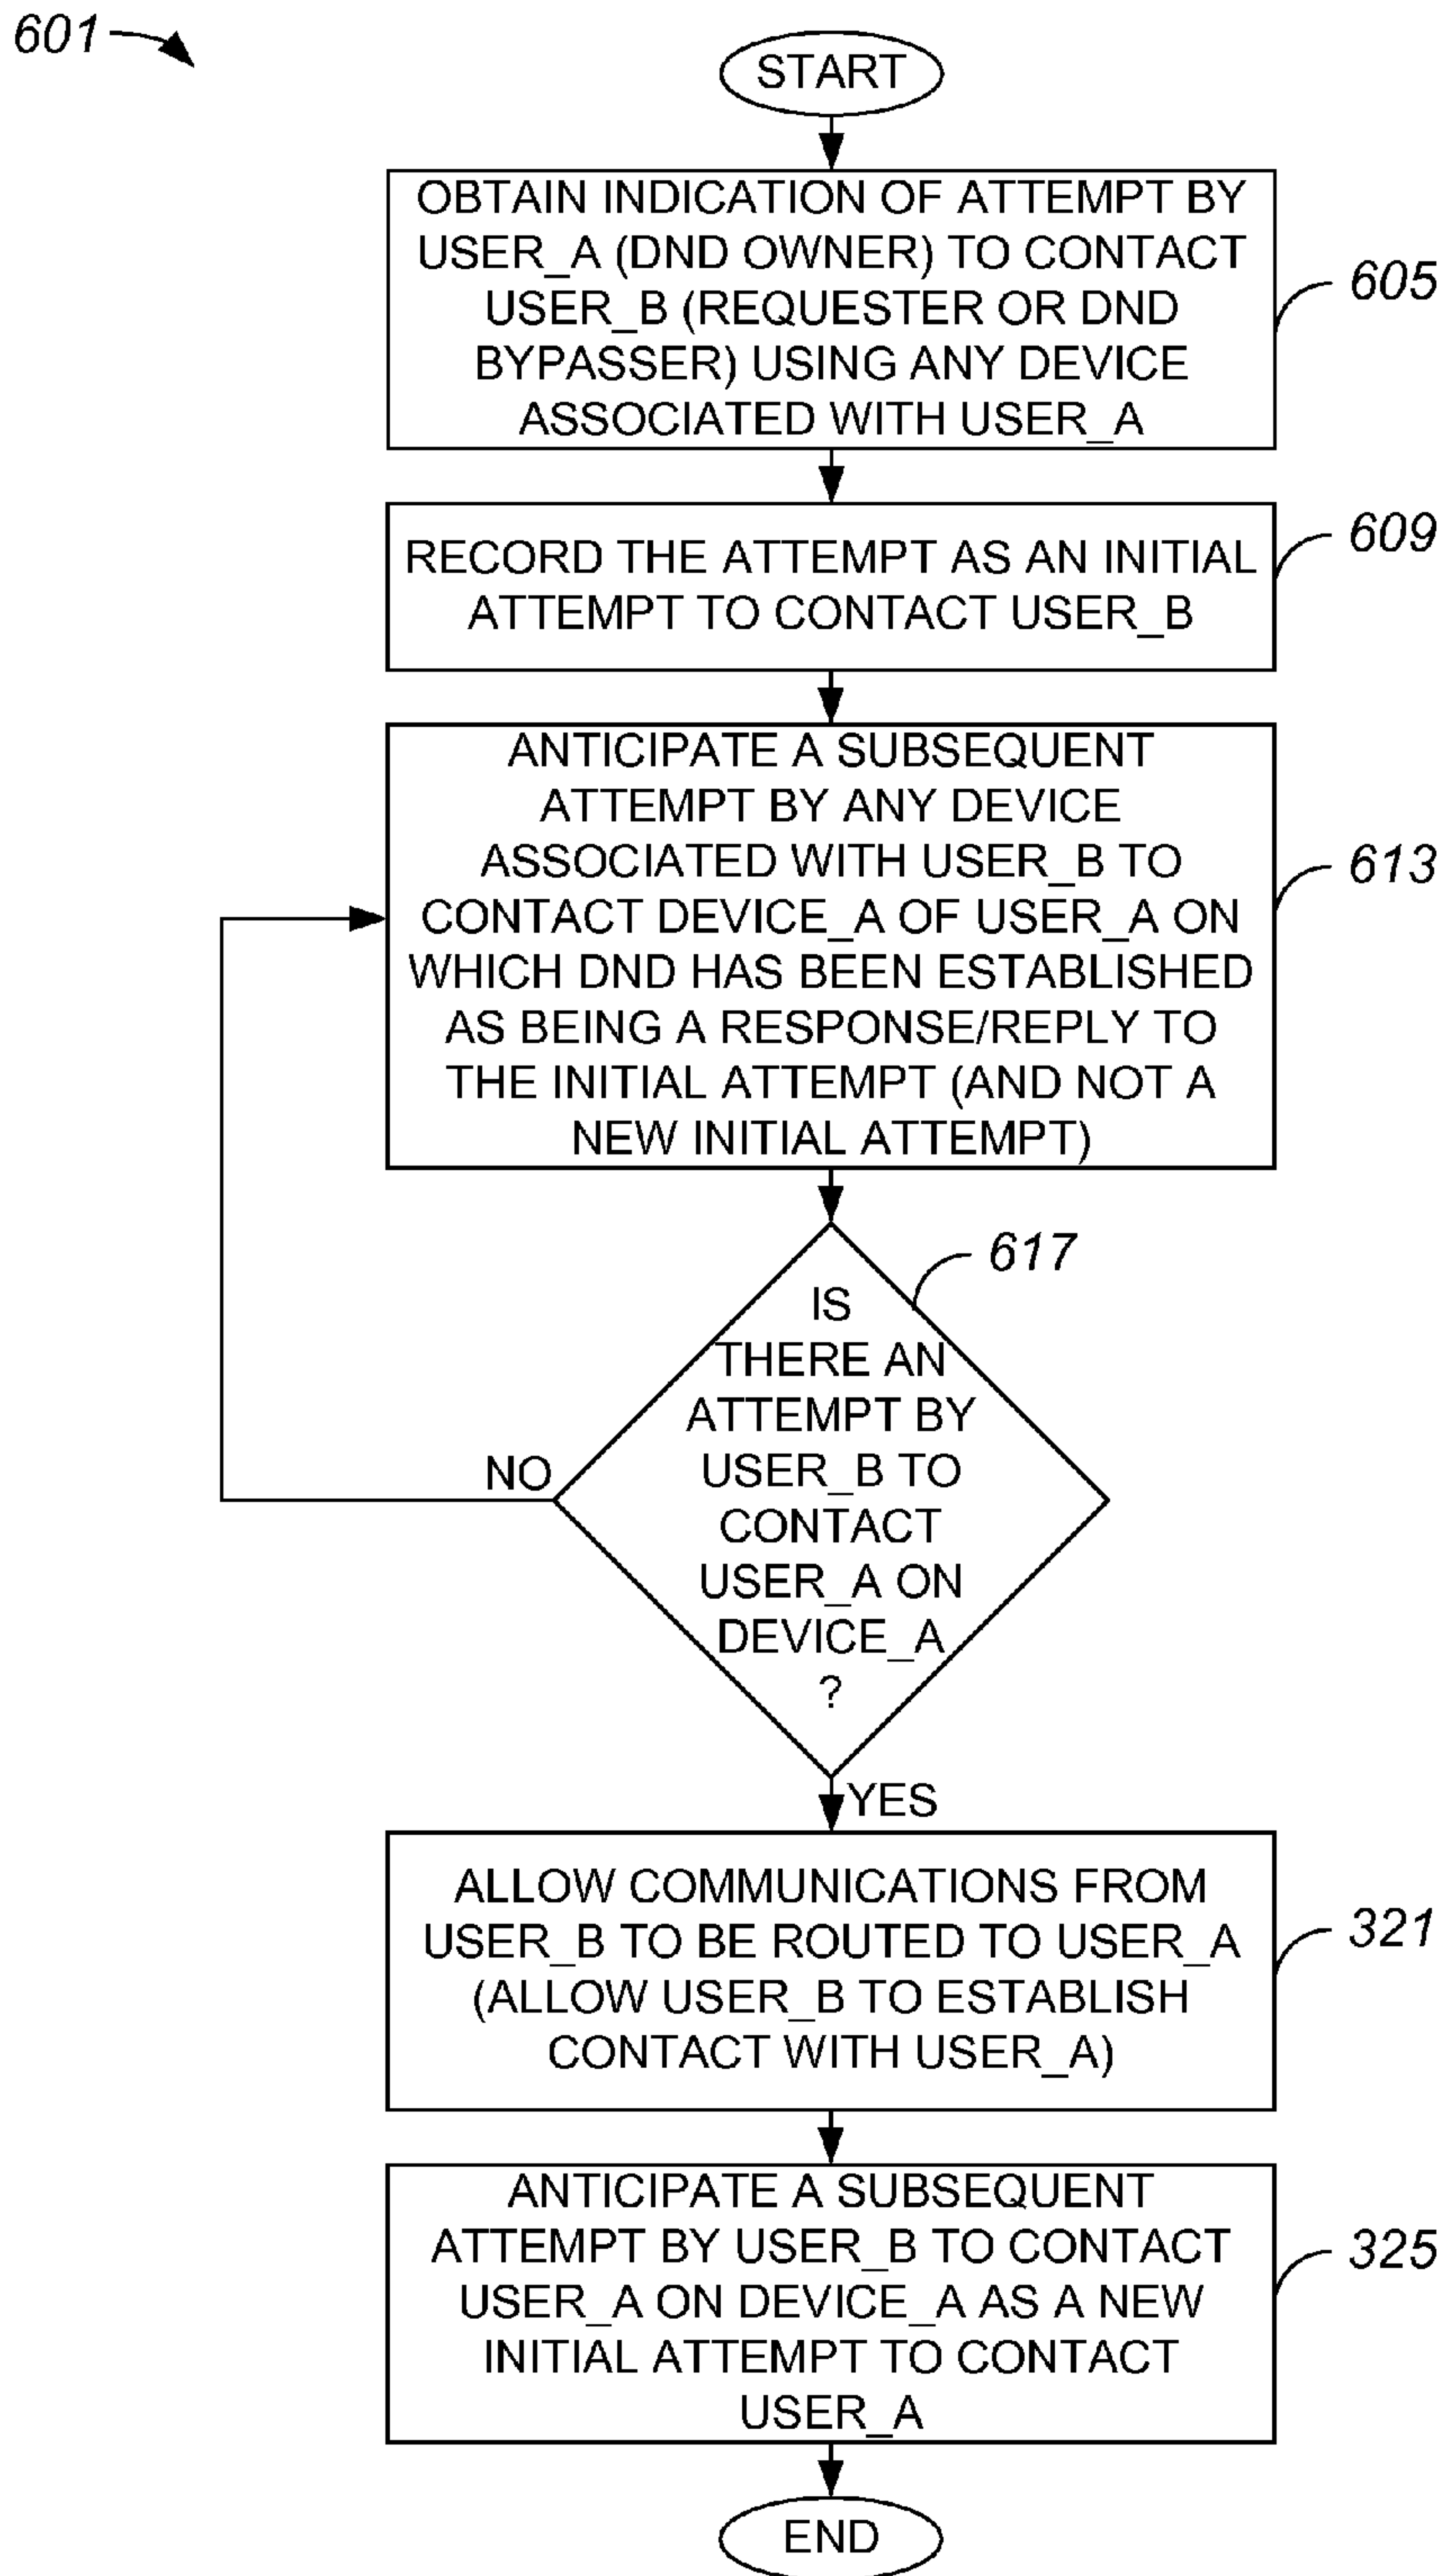 601
START
OBTAIN INDICATION OF ATTEMPT BY
USER_A (DND OWNER) TO CONTACT
USER_B (REQUESTER OR DND
BYPASSER) USING ANY DEVICE
ASSOCIATED WITH USER_A
605
RECORD THE ATTEMPT AS AN INITIAL
ATTEMPT TO CONTACT USER_B
609
ANTICIPATE A SUBSEQUENT
ATTEMPT BY ANY DEVICE
ASSOCIATED WITH USER_B TO
CONTACT DEVICE_A OF USER_A ON
WHICH DND HAS BEEN ESTABLISHED
AS BEING A RESPONSE/REPLY TO
THE INITIAL ATTEMPT (AND NOT A
NEW INITIAL ATTEMPT)
613
617
IS
THERE AN
ATTEMPT BY
USER_B TO
CONTACT
USER_A ON
DEVICE_A
?
NO
YES
ALLOW COMMUNICATIONS FROM
USER_B TO BE ROUTED TO USER_A
(ALLOW USER_B TO ESTABLISH
CONTACT WITH USER_A)
321
ANTICIPATE A SUBSEQUENT
ATTEMPT BY USER_B TO CONTACT
USER_A ON DEVICE_A AS A NEW
INITIAL ATTEMPT TO CONTACT
USER_A
325
END